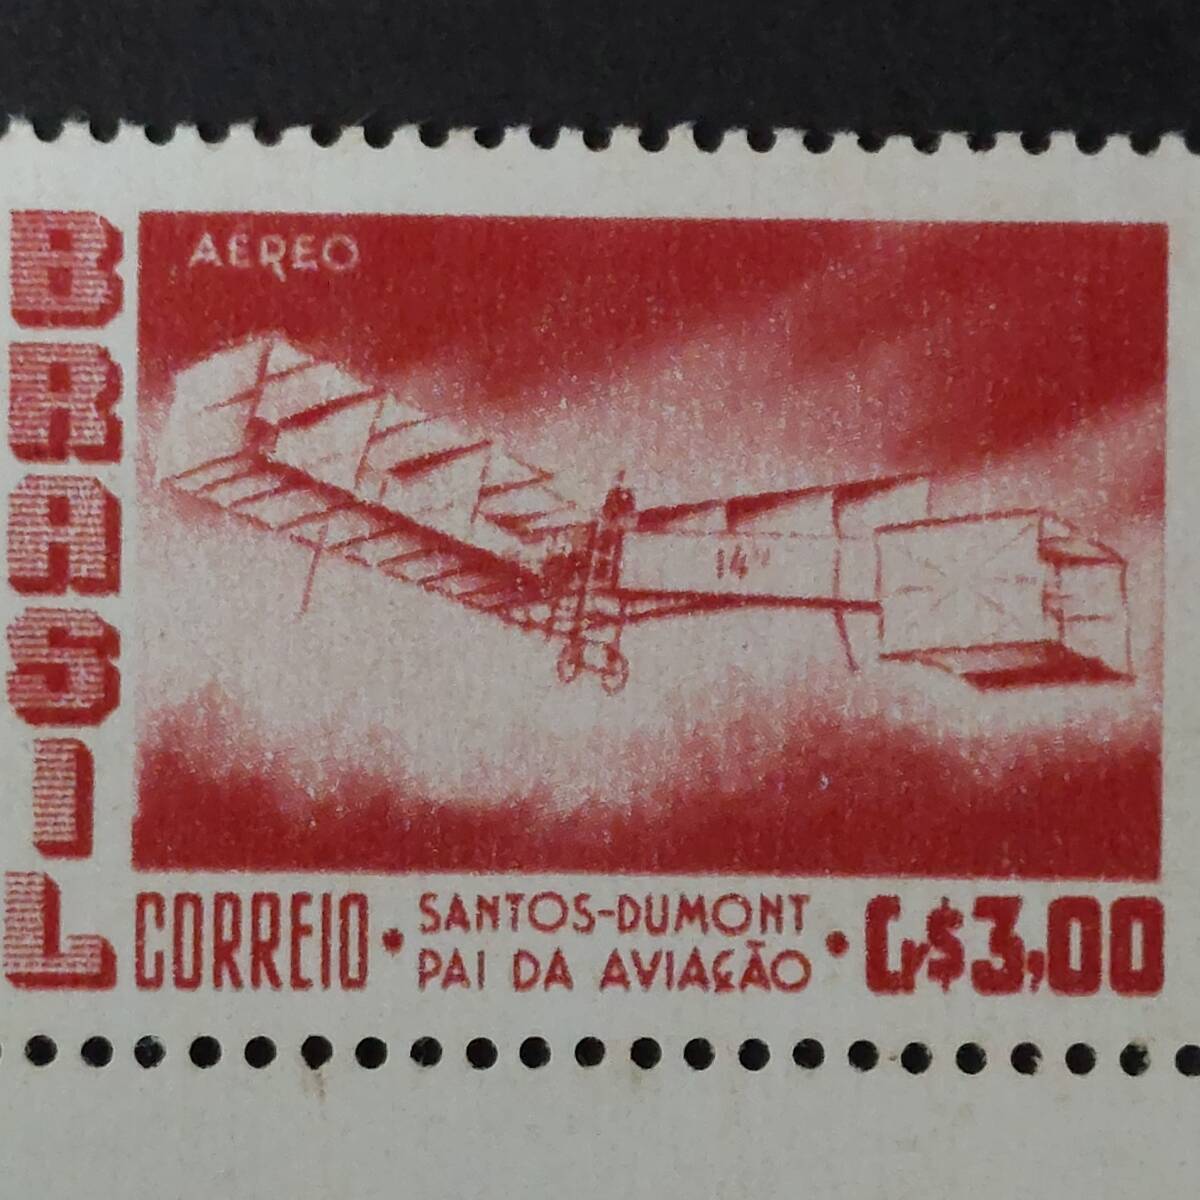 BRASIL
AEREO
14
CORREIO • SANTOS-DUMONT
PAI DA AVIAÇÃO • Cr$3,00